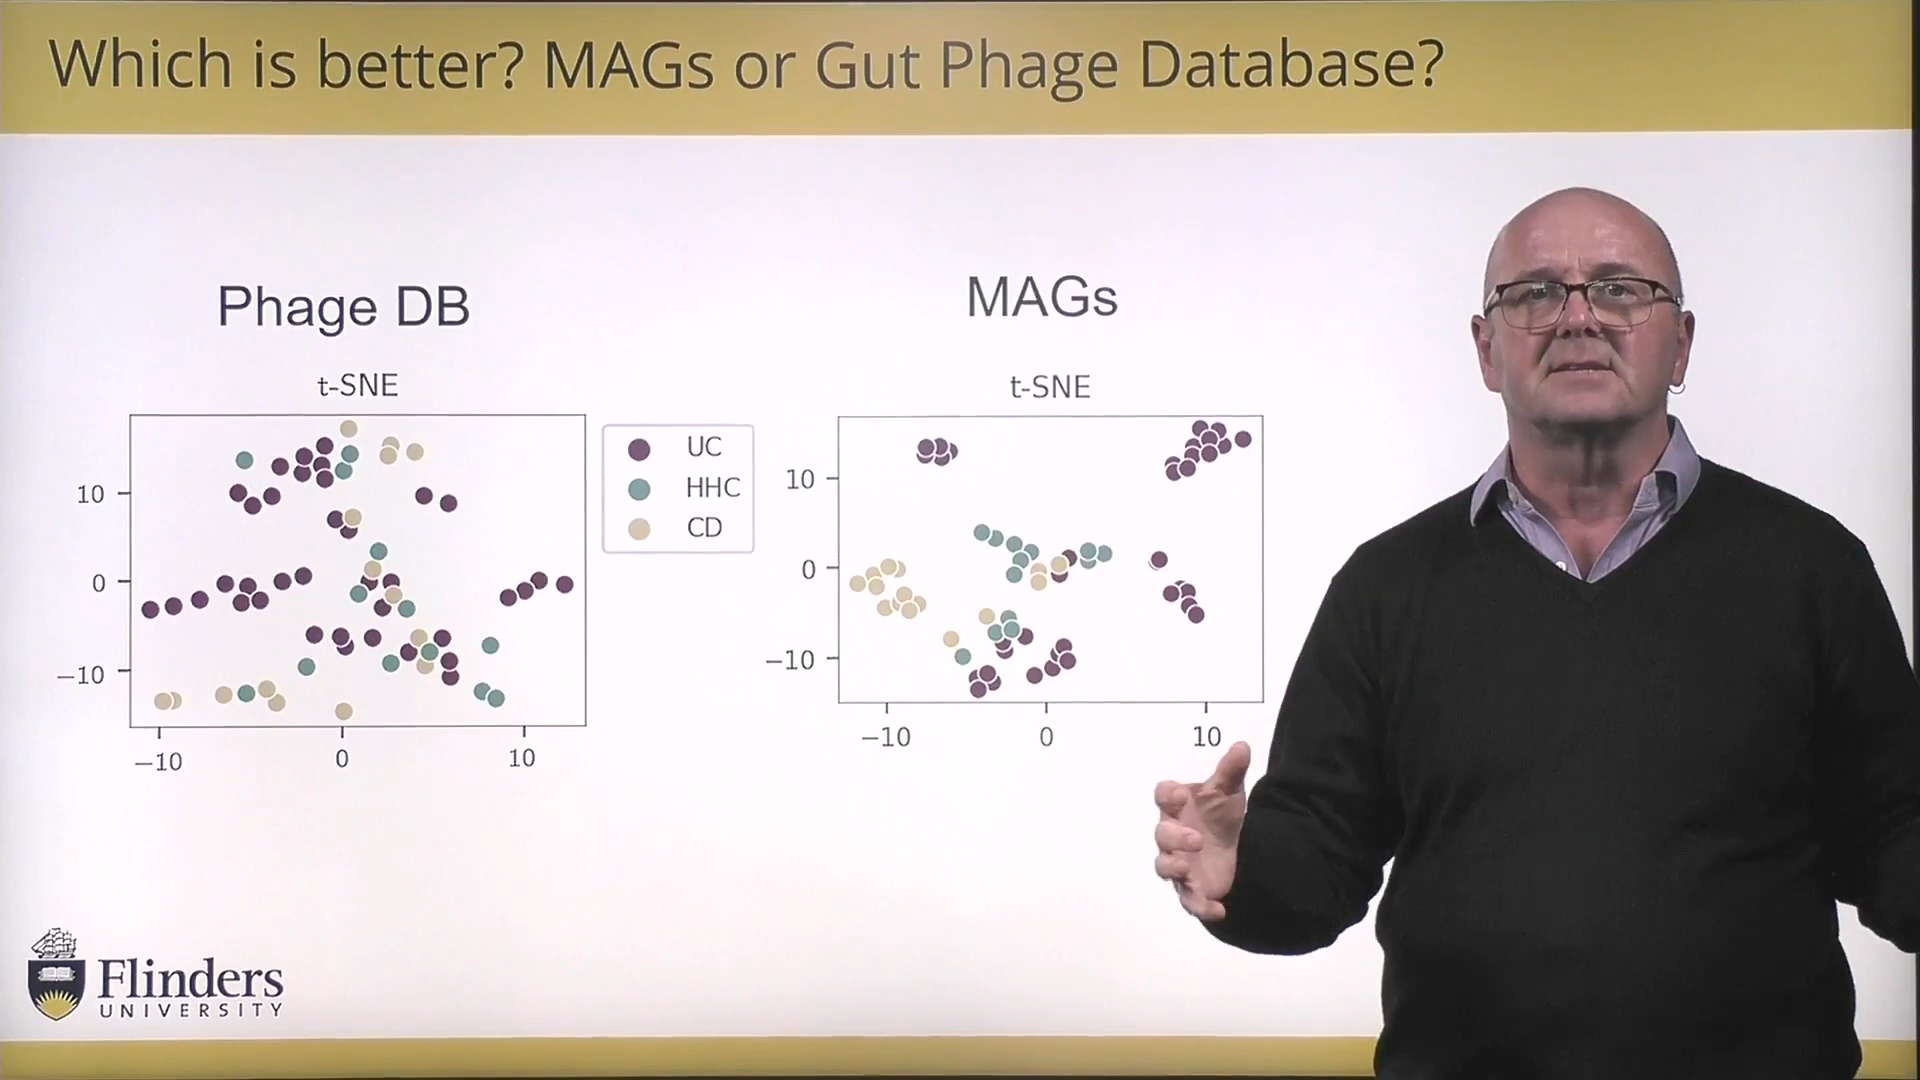 Which is better? MAGs or Gut Phage Database?
Phage DB
MAGs
t-SNE
t-SNE
UC
HHC
CD
10
0
−10
−10
0
10
10
0
−10
−10
0
10
Flinders
UNIVERSITY